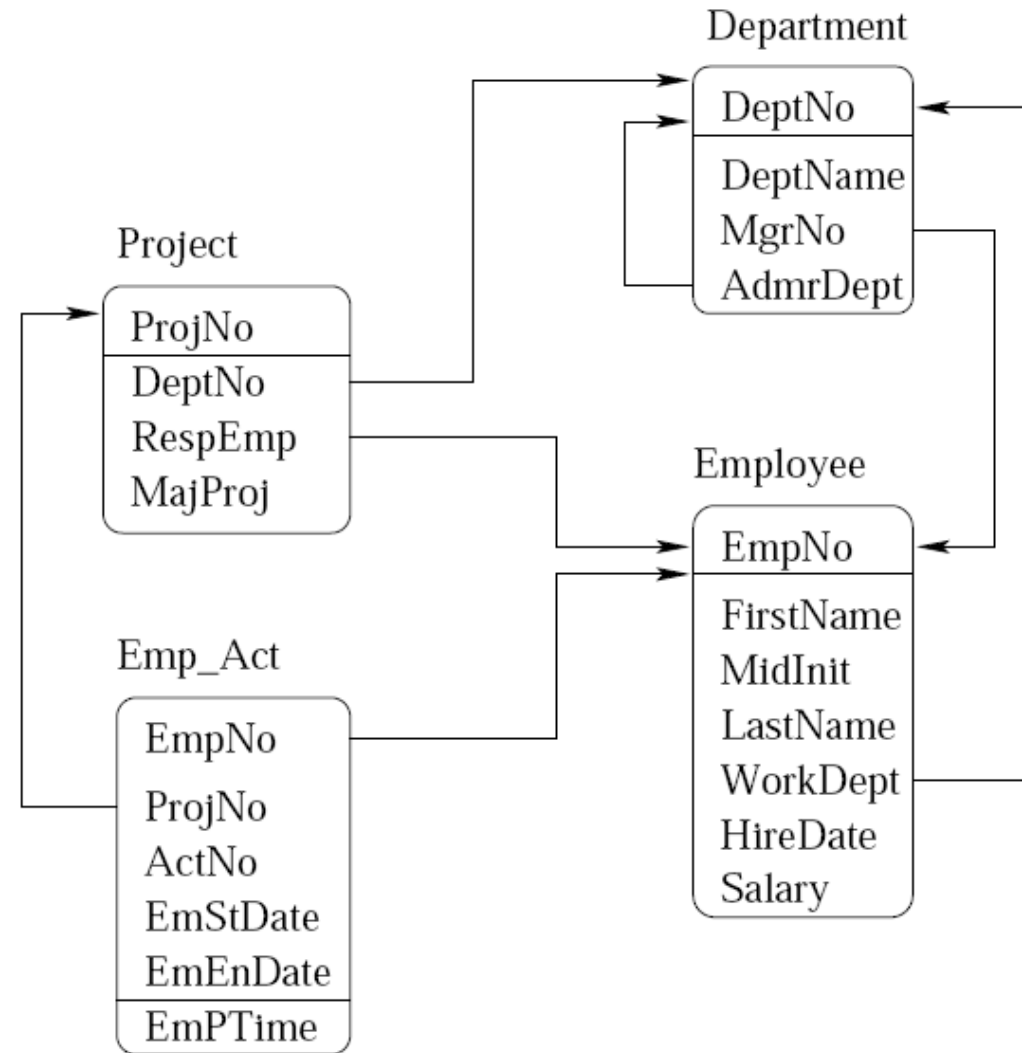 Department
DeptNo
DeptName
MgrNo
AdmrDept
Project
ProjNo
DeptNo
RespEmp
MajProj
Employee
EmpNo
FirstName
MidInit
LastName
WorkDept
HireDate
Salary
Emp_Act
EmpNo
ProjNo
ActNo
EmStDate
EmEnDate
EmPTime